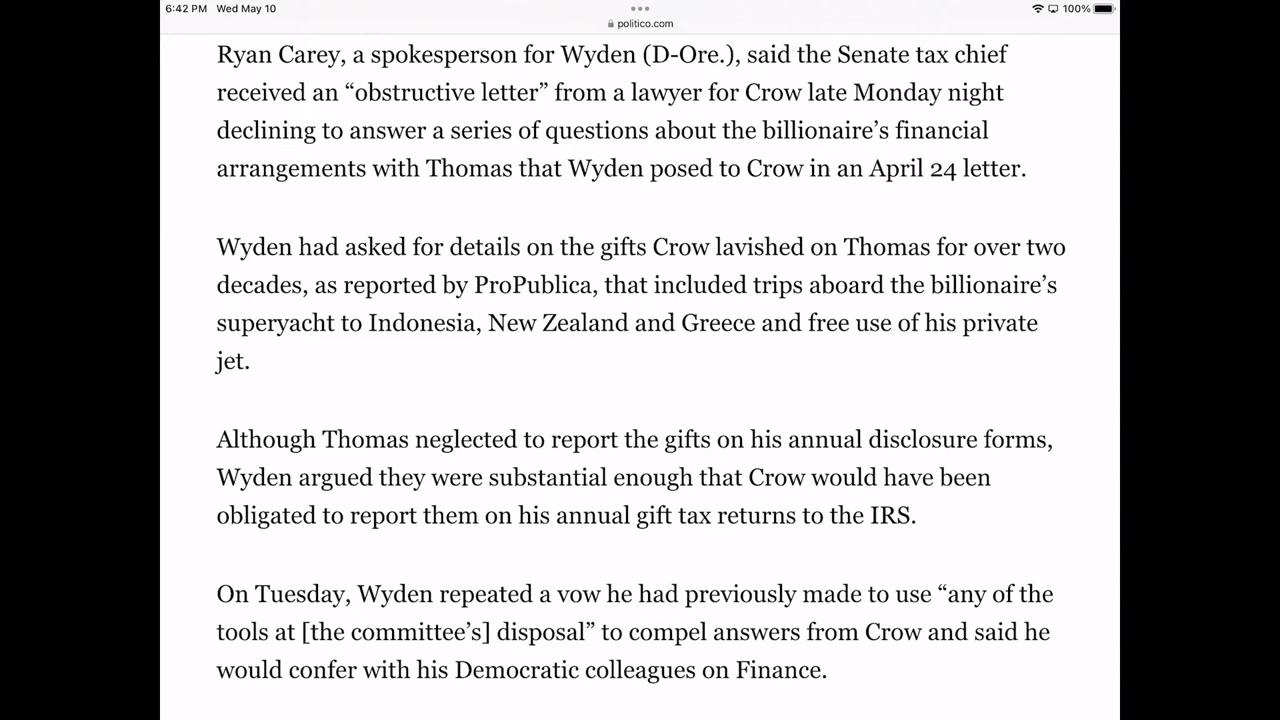 6:42 PM Wed May 10
100%
politico.com
Ryan Carey, a spokesperson for Wyden (D-Ore.), said the Senate tax chief
received an “obstructive letter” from a lawyer for Crow late Monday night
declining to answer a series of questions about the billionaire’s financial
arrangements with Thomas that Wyden posed to Crow in an April 24 letter.
Wyden had asked for details on the gifts Crow lavished on Thomas for over two
decades, as reported by ProPublica, that included trips aboard the billionaire’s
superyacht to Indonesia, New Zealand and Greece and free use of his private
jet.
Although Thomas neglected to report the gifts on his annual disclosure forms,
Wyden argued they were substantial enough that Crow would have been
obligated to report them on his annual gift tax returns to the IRS.
On Tuesday, Wyden repeated a vow he had previously made to use “any of the
tools at [the committee’s] disposal” to compel answers from Crow and said he
would confer with his Democratic colleagues on Finance.